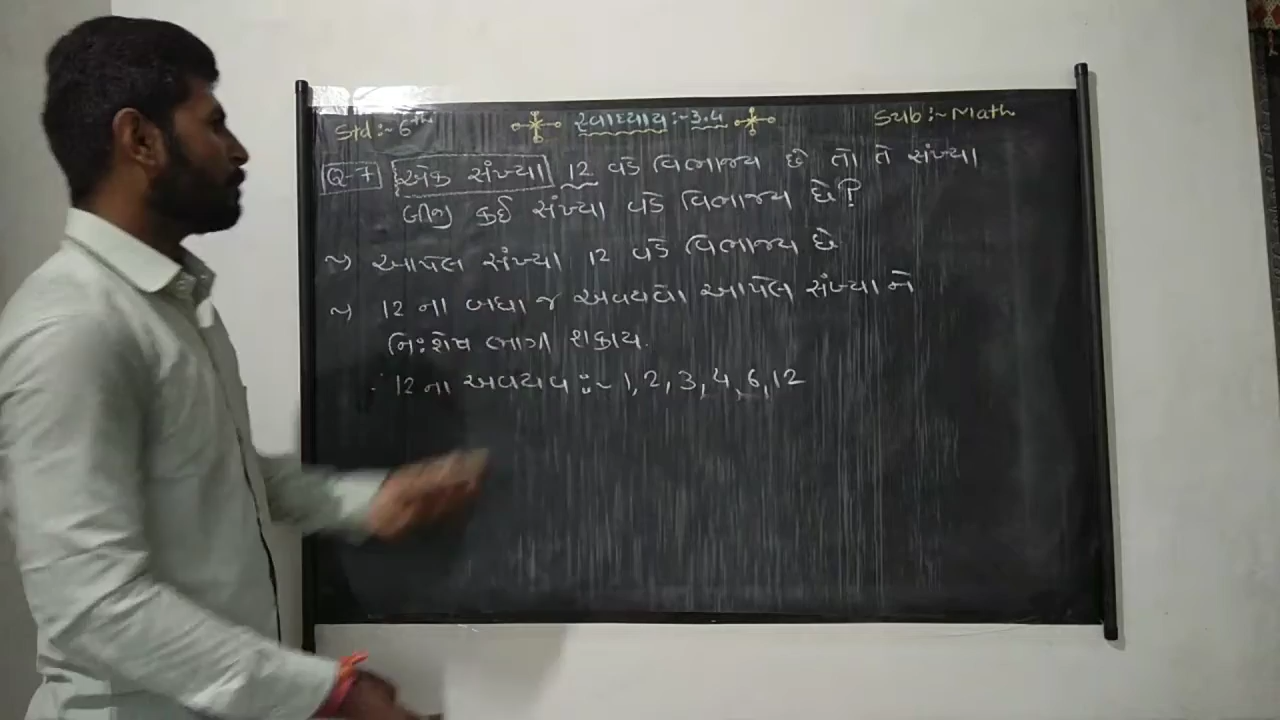 Std :~ 6th સ્વાધ્યાય :~ 3.4 Sub :~ Math
Q-7 એક સંખ્યા 12 વડે વિભાજ્ય છે તો તે સંખ્યા
બીજી કઈ સંખ્યા વડે વિભાજ્ય છે?
~) આપેલ સંખ્યા 12 વડે વિભાજ્ય છે
~) 12 ના બધા જ અવયવો આપેલ સંખ્યા ને
નિઃશેષ ભાગી શકાય.
∴ 12 ના અવયવ :~ 1, 2, 3, 4, 6, 12